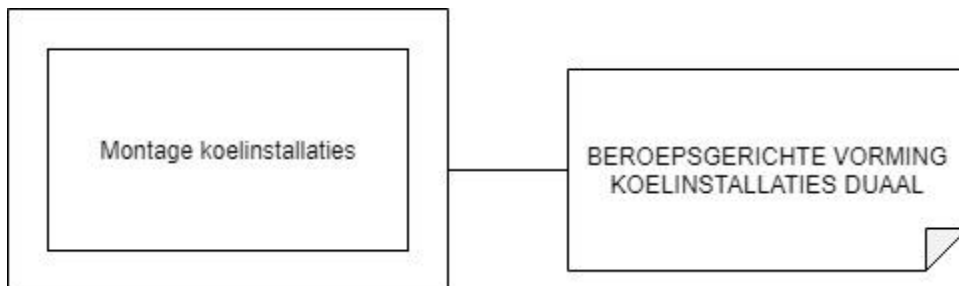 Montage koelinstallaties
BEROEPSGERICHTE VORMING
KOELINSTALLATIES DUAAL